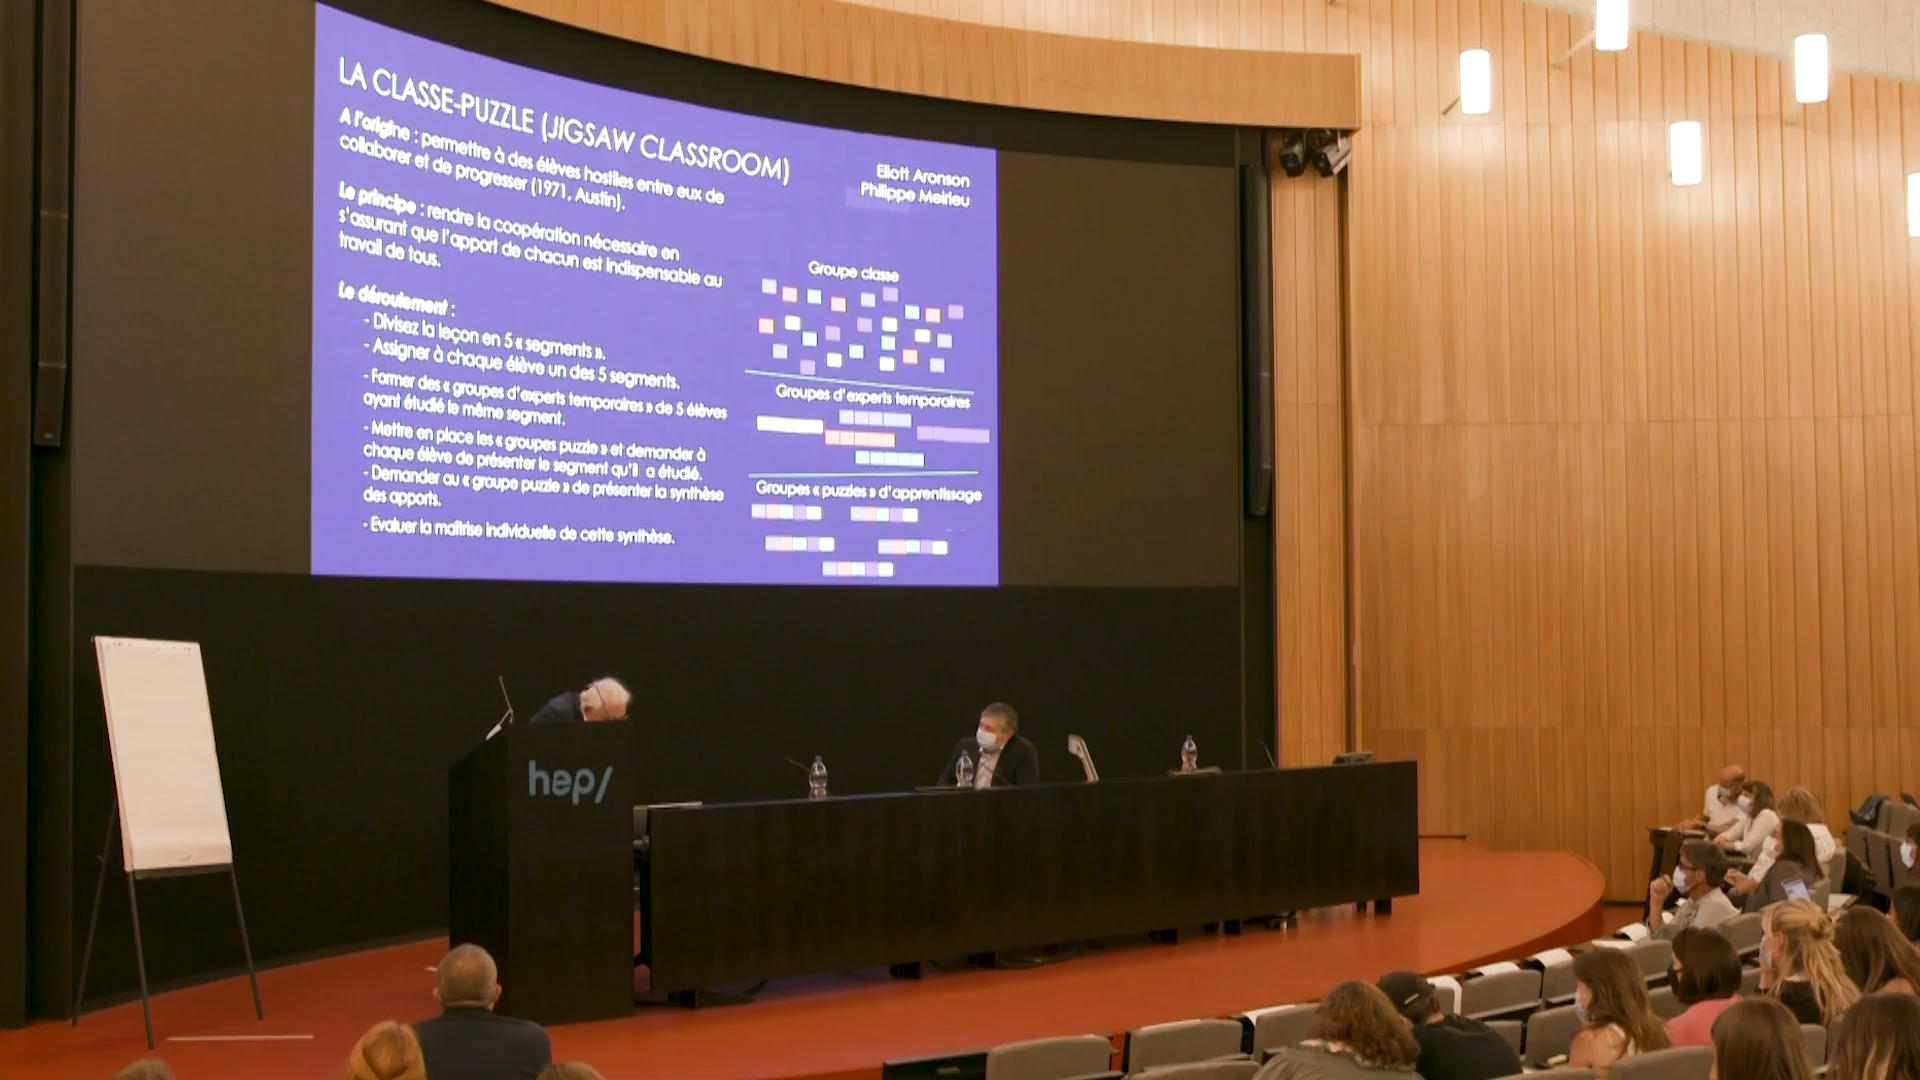 LA CLASSE-PUZZLE (JIGSAW CLASSROOM)
A l'origine : permettre à des élèves hostiles entre eux de
collaborer et de progresser (1971, Austin).
Le principe : rendre la coopération nécessaire en
s'assurant que l'apport de chacun est indispensable au
travail de tous.
Le déroulement :
- Divisez la leçon en 5 « segments ».
- Assigner à chaque élève un des 5 segments.
- Former des « groupes d'experts temporaires » de 5 élèves
ayant étudié le même segment.
- Mettre en place les « groupes puzzle » et demander à
chaque élève de présenter le segment qu'il a étudié.
- Demander au « groupe puzzle » de présenter la synthèse
des apports.
- Evaluer la maîtrise individuelle de cette synthèse.
Eliott Aronson
Philippe Meirieu
Groupe classe
Groupes d'experts temporaires
Groupes « puzzles » d'apprentissage
hep/